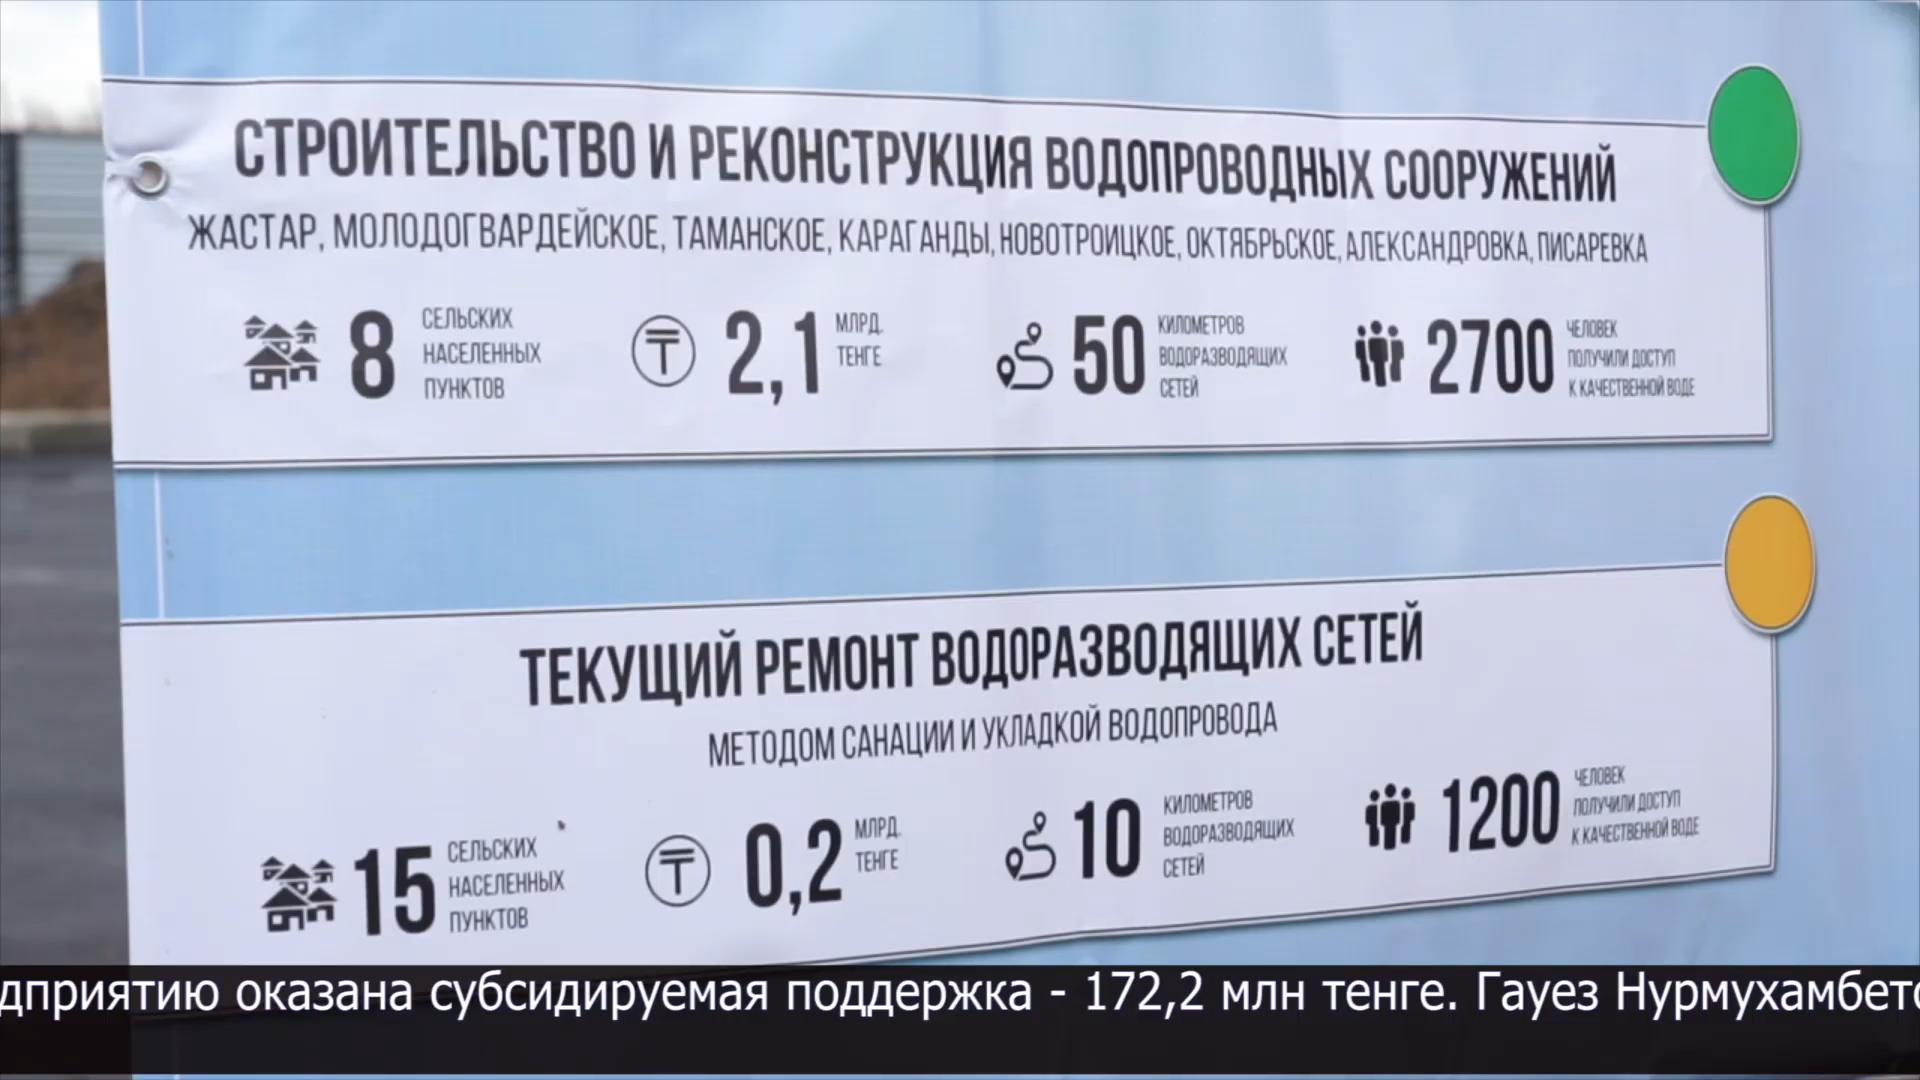 СТРОИТЕЛЬСТВО И РЕКОНСТРУКЦИЯ ВОДОПРОВОДНЫХ СООРУЖЕНИЙ
ЖАСТАР, МОЛОДОГВАРДЕЙСКОЕ, ТАМАНСКОЕ, КАРАГАНДЫ, НОВОТРОИЦКОЕ, ОКТЯБРЬСКОЕ, АЛЕКСАНДРОВКА, ПИСАРЕВКА
8
СЕЛЬСКИХ
НАСЕЛЕННЫХ
ПУНКТОВ
2,1
МЛРД.
ТЕНГЕ
50
КИЛОМЕТРОВ
ВОДОРАЗВОДЯЩИХ
СЕТЕЙ
2700
ЧЕЛОВЕК
ПОЛУЧИЛИ ДОСТУП
К КАЧЕСТВЕННОЙ ВОДЕ
ТЕКУЩИЙ РЕМОНТ ВОДОРАЗВОДЯЩИХ СЕТЕЙ
МЕТОДОМ САНАЦИИ И УКЛАДКОЙ ВОДОПРОВОДА
15
СЕЛЬСКИХ
НАСЕЛЕННЫХ
ПУНКТОВ
0,2
МЛРД.
ТЕНГЕ
10
КИЛОМЕТРОВ
ВОДОРАЗВОДЯЩИХ
СЕТЕЙ
1200
ЧЕЛОВЕК
ПОЛУЧИЛИ ДОСТУП
К КАЧЕСТВЕННОЙ ВОДЕ
дприятию оказана субсидируемая поддержка - 172,2 млн тенге. Гауез Нурмухамбето